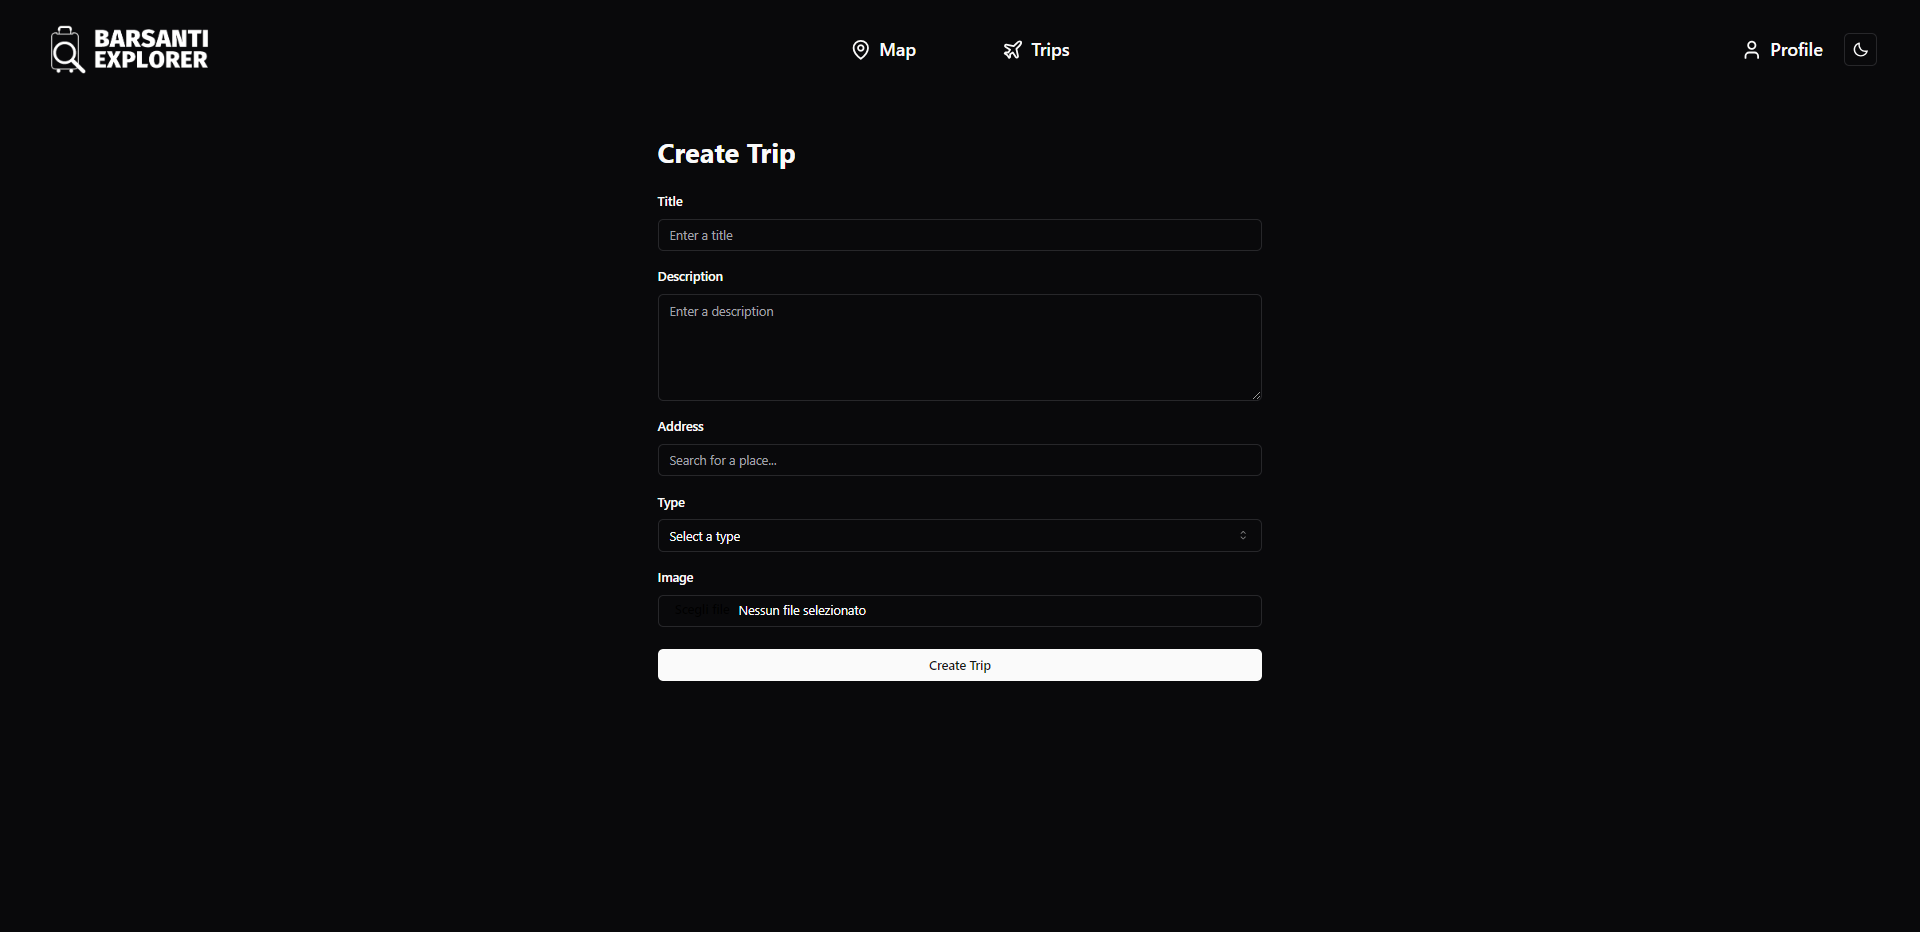 BARSANTI
EXPLORER
Map
Trips
Profile
Create Trip
Title
Enter a title
Description
Enter a description
Address
Search for a place...
Type
Select a type
Image
Scegli file Nessun file selezionato
Create Trip